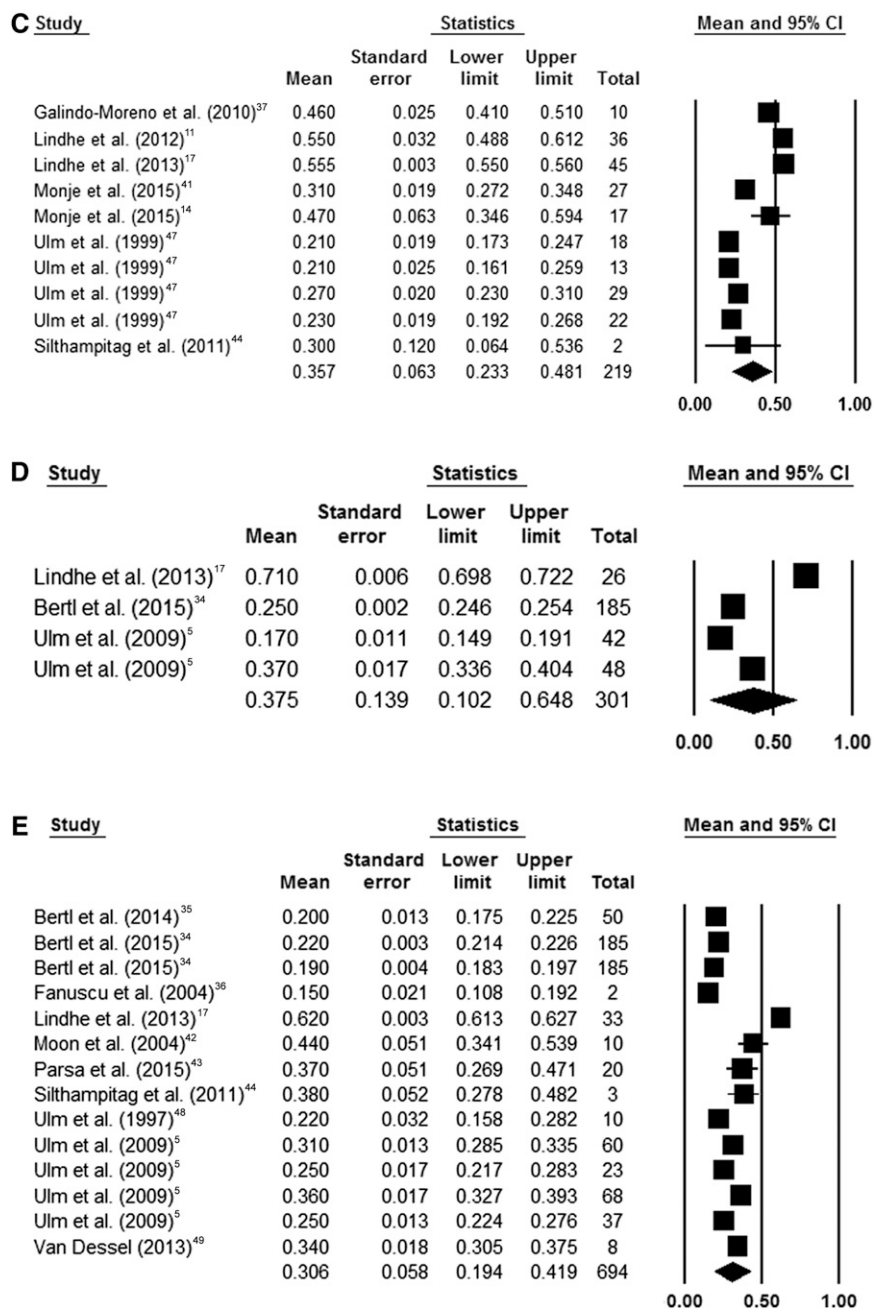 C Study Statistics Mean and 95% CI
Standard Lower Upper
Mean error limit limit Total
Galindo-Moreno et al. (2010)37 0.460 0.025 0.410 0.510 10
Lindhe et al. (2012)11 0.550 0.032 0.488 0.612 36
Lindhe et al. (2013)17 0.555 0.003 0.550 0.560 45
Monje et al. (2015)41 0.310 0.019 0.272 0.348 27
Monje et al. (2015)14 0.470 0.063 0.346 0.594 17
Ulm et al. (1999)47 0.210 0.019 0.173 0.247 18
Ulm et al. (1999)47 0.210 0.025 0.161 0.259 13
Ulm et al. (1999)47 0.270 0.020 0.230 0.310 29
Ulm et al. (1999)47 0.230 0.019 0.192 0.268 22
Silthampitag et al. (2011)44 0.300 0.120 0.064 0.536 2
0.357 0.063 0.233 0.481 219
0.00 0.50 1.00
D Study Statistics Mean and 95% CI
Standard Lower Upper
Mean error limit limit Total
Lindhe et al. (2013)17 0.710 0.006 0.698 0.722 26
Bertl et al. (2015)34 0.250 0.002 0.246 0.254 185
Ulm et al. (2009)5 0.170 0.011 0.149 0.191 42
Ulm et al. (2009)5 0.370 0.017 0.336 0.404 48
0.375 0.139 0.102 0.648 301
0.00 0.50 1.00
E Study Statistics Mean and 95% CI
Standard Lower Upper
Mean error limit limit Total
Bertl et al. (2014)35 0.200 0.013 0.175 0.225 50
Bertl et al. (2015)34 0.220 0.003 0.214 0.226 185
Bertl et al. (2015)34 0.190 0.004 0.183 0.197 185
Fanuscu et al. (2004)36 0.150 0.021 0.108 0.192 2
Lindhe et al. (2013)17 0.620 0.003 0.613 0.627 33
Moon et al. (2004)42 0.440 0.051 0.341 0.539 10
Parsa et al. (2015)43 0.370 0.051 0.269 0.471 20
Silthampitag et al. (2011)44 0.380 0.052 0.278 0.482 3
Ulm et al. (1997)48 0.220 0.032 0.158 0.282 10
Ulm et al. (2009)5 0.310 0.013 0.285 0.335 60
Ulm et al. (2009)5 0.250 0.017 0.217 0.283 23
Ulm et al. (2009)5 0.360 0.017 0.327 0.393 68
Ulm et al. (2009)5 0.250 0.013 0.224 0.276 37
Van Dessel (2013)49 0.340 0.018 0.305 0.375 8
0.306 0.058 0.194 0.419 694
0.00 0.50 1.00